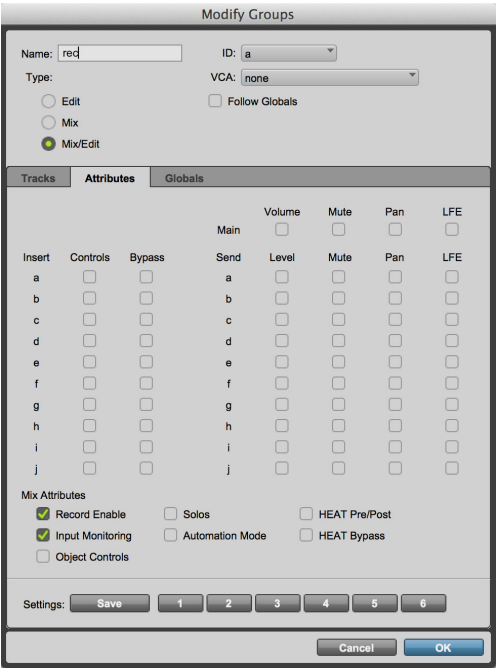 Modify Groups
Name: rec ID: a
Type: VCA: none
Edit Follow Globals
Mix
Mix/Edit
Tracks Attributes Globals
Volume Mute Pan LFE
Main
Insert Controls Bypass Send Level Mute Pan LFE
a a
b b
c c
d d
e e
f f
g g
h h
i i
j j
Mix Attributes
Record Enable Solos HEAT Pre/Post
Input Monitoring Automation Mode HEAT Bypass
Object Controls
Settings: Save 1 2 3 4 5 6
Cancel OK